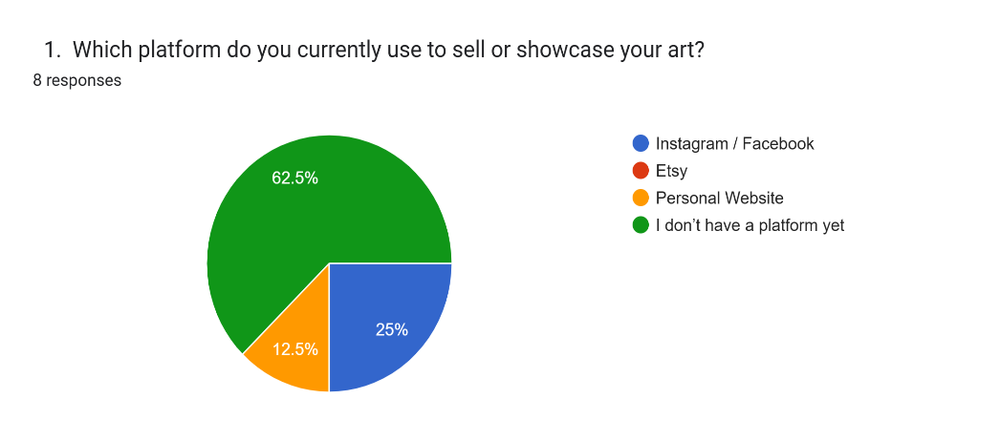 1. Which platform do you currently use to sell or showcase your art?
8 responses
62.5%
25%
12.5%
Instagram / Facebook
Etsy
Personal Website
I don’t have a platform yet